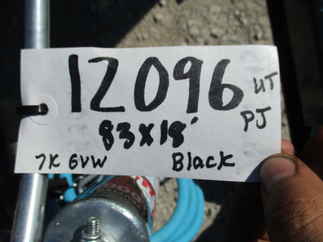 12096 UT
PJ
83X18'
7K GVW Black